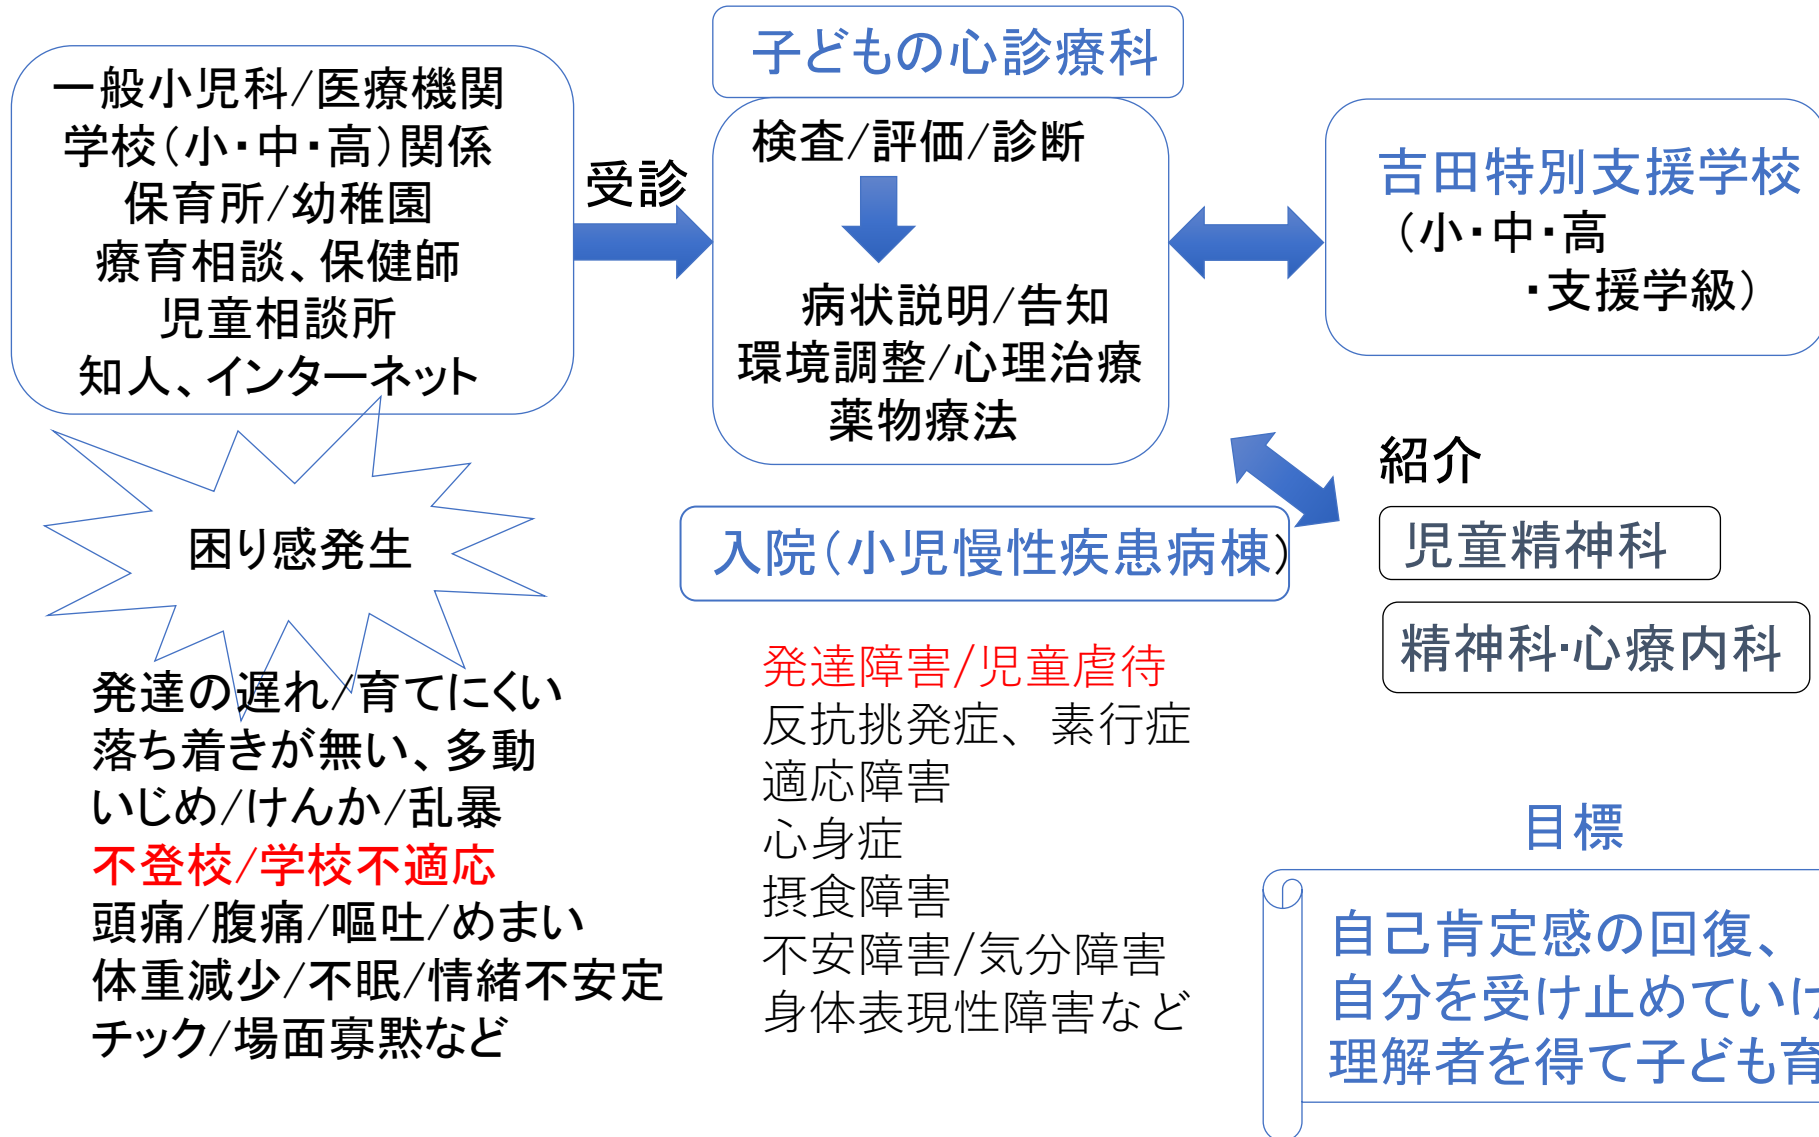 子どもの心診療科
一般小児科/医療機関
学校(小・中・高)関係
保育所/幼稚園
療育相談、保健師
児童相談所
知人、インターネット
受診
検査/評価/診断
病状説明/告知
環境調整/心理治療
薬物療法
吉田特別支援学校
(小・中・高
・支援学級)
困り感発生
発達の遅れ/育てにくい
落ち着きが無い、多動
いじめ/けんか/乱暴
不登校/学校不適応
頭痛/腹痛/嘔吐/めまい
体重減少/不眠/情緒不安定
チック/場面寡黙など
入院(小児慢性疾患病棟)
発達障害/児童虐待
反抗挑発症、素行症
適応障害
心身症
摂食障害
不安障害/気分障害
身体表現性障害など
紹介
児童精神科
精神科・心療内科
目標
自己肯定感の回復、
自分を受け止めていけ
理解者を得て子ども育